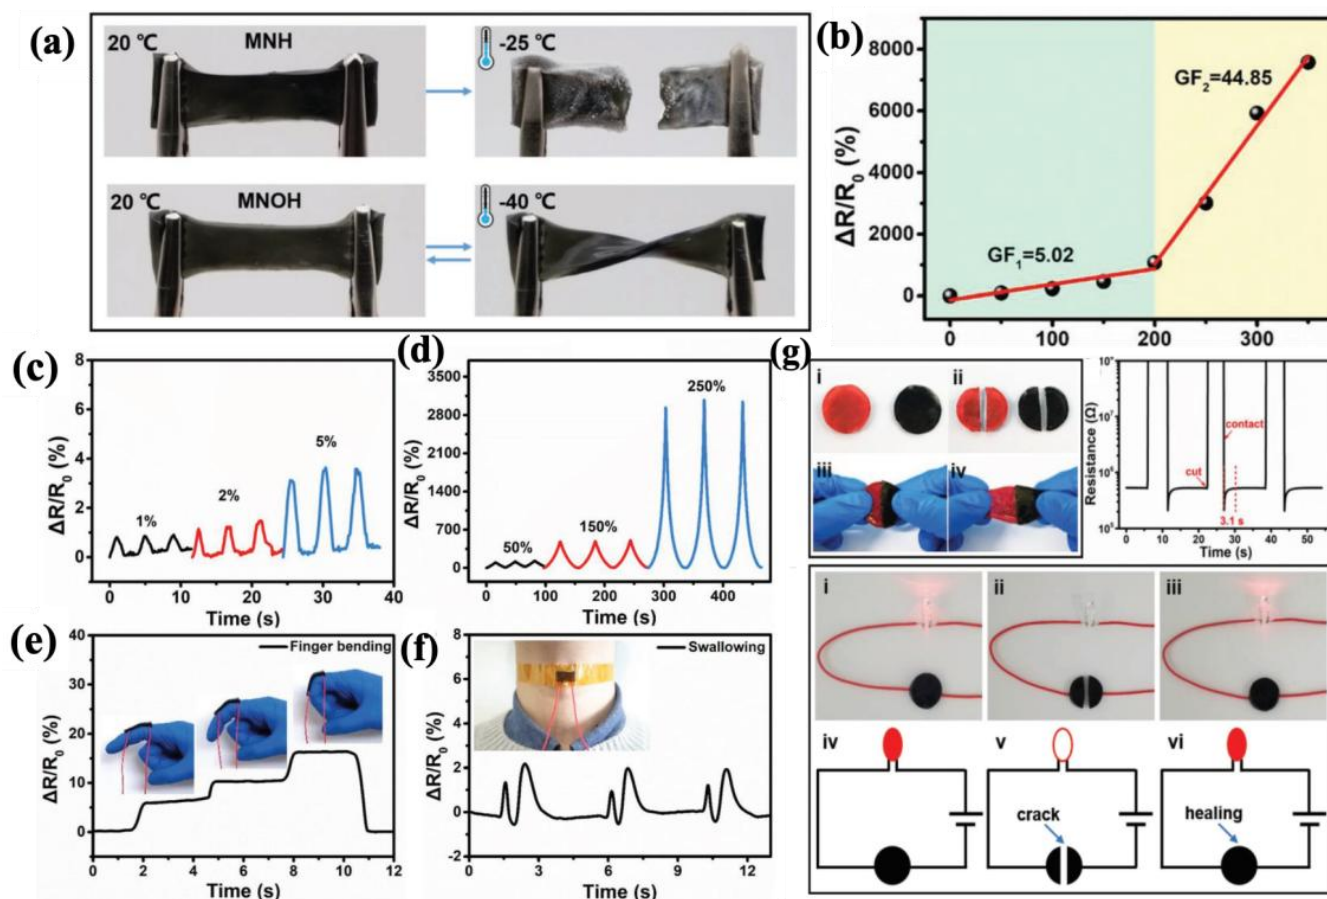 (a)
20 ℃
MNH
-25 ℃
20 ℃
MNOH
-40 ℃
(b)
8000
6000
4000
2000
0
ΔR/R0 (%)
GF1=5.02
GF2=44.85
0
100
200
300
(c)
8
6
4
2
0
ΔR/R0 (%)
1%
2%
5%
0
10
20
30
40
Time (s)
(d)
3500
2800
2100
1400
700
0
ΔR/R0 (%)
50%
150%
250%
0
100
200
300
400
Time (s)
(e)
40
30
20
10
0
ΔR/R0 (%)
Finger bending
0
2
4
6
8
10
12
Time (s)
(f)
8
6
4
2
0
-2
ΔR/R0 (%)
Swallowing
0
3
6
9
12
Time (s)
(g)
i
ii
iii
iv
Resistance (Ω)
10⁷
10⁶
contact
cut
3.1 s
0
10
20
30
40
50
Time (s)
i
ii
iii
iv
v
vi
crack
healing